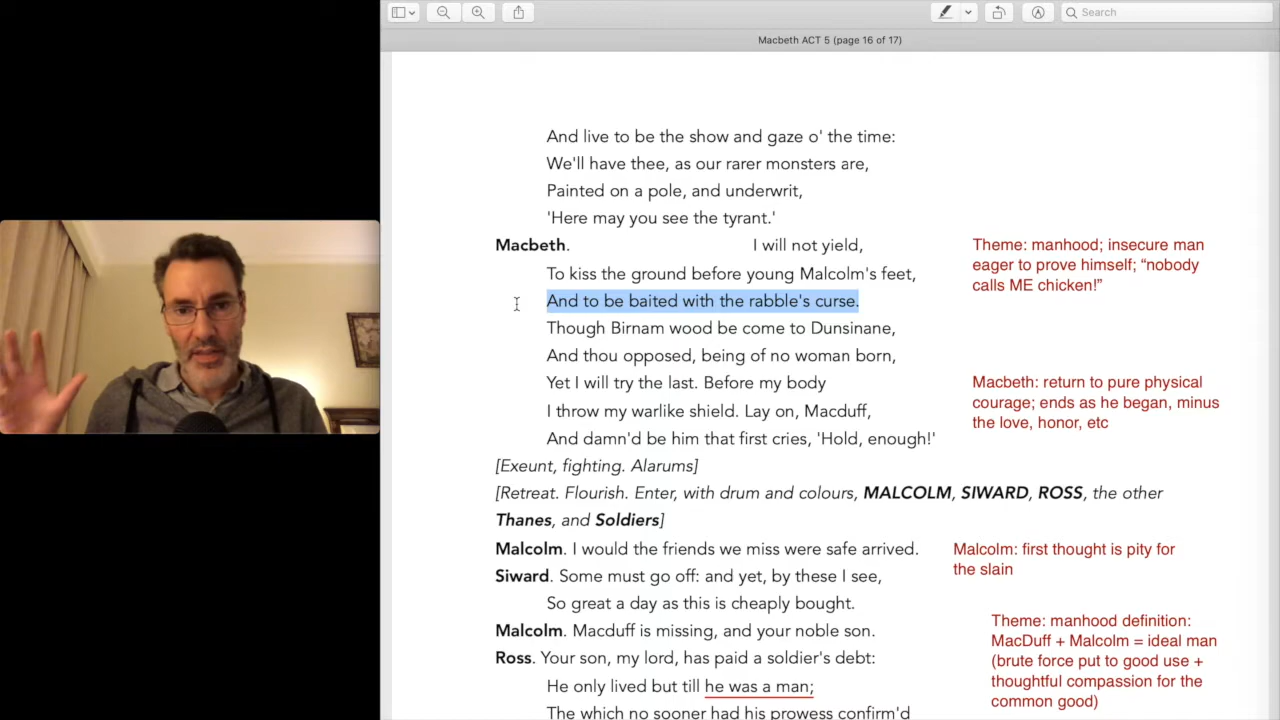 Search
Macbeth ACT 5 (page 16 of 17)
And live to be the show and gaze o' the time:
We'll have thee, as our rarer monsters are,
Painted on a pole, and underwrit,
'Here may you see the tyrant.'
Macbeth. I will not yield,
To kiss the ground before young Malcolm's feet,
And to be baited with the rabble's curse.
Though Birnam wood be come to Dunsinane,
And thou opposed, being of no woman born,
Yet I will try the last. Before my body
I throw my warlike shield. Lay on, Macduff,
And damn'd be him that first cries, 'Hold, enough!'
[Exeunt, fighting. Alarums]
[Retreat. Flourish. Enter, with drum and colours, MALCOLM, SIWARD, ROSS, the other
Thanes, and Soldiers]
Malcolm. I would the friends we miss were safe arrived.
Siward. Some must go off: and yet, by these I see,
So great a day as this is cheaply bought.
Malcolm. Macduff is missing, and your noble son.
Ross. Your son, my lord, has paid a soldier's debt:
He only lived but till he was a man;
The which no sooner had his prowess confirm'd
Theme: manhood; insecure man
eager to prove himself; “nobody
calls ME chicken!”
Macbeth: return to pure physical
courage; ends as he began, minus
the love, honor, etc
Malcolm: first thought is pity for
the slain
Theme: manhood definition:
MacDuff + Malcolm = ideal man
(brute force put to good use +
thoughtful compassion for the
common good)